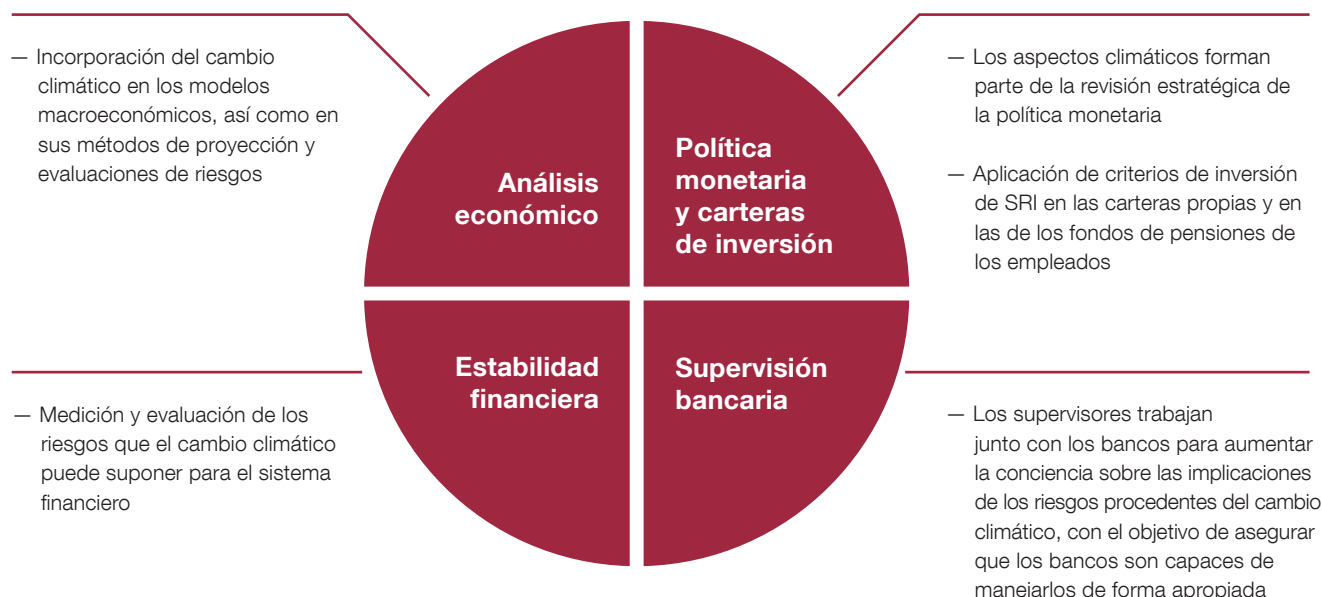 — Incorporación del cambio
climático en los modelos
macroeconómicos, así como en
sus métodos de proyección y
evaluaciones de riesgos
Análisis
económico
Política
monetaria
y carteras
de inversión
— Los aspectos climáticos forman
parte de la revisión estratégica de
la política monetaria
— Aplicación de criterios de inversión
de SRI en las carteras propias y en
las de los fondos de pensiones de
los empleados
— Medición y evaluación de los
riesgos que el cambio climático
puede suponer para el sistema
financiero
Estabilidad
financiera
Supervisión
bancaria
— Los supervisores trabajan
junto con los bancos para aumentar
la conciencia sobre las implicaciones
de los riesgos procedentes del cambio
climático, con el objetivo de asegurar
que los bancos son capaces de
manejarlos de forma apropiada